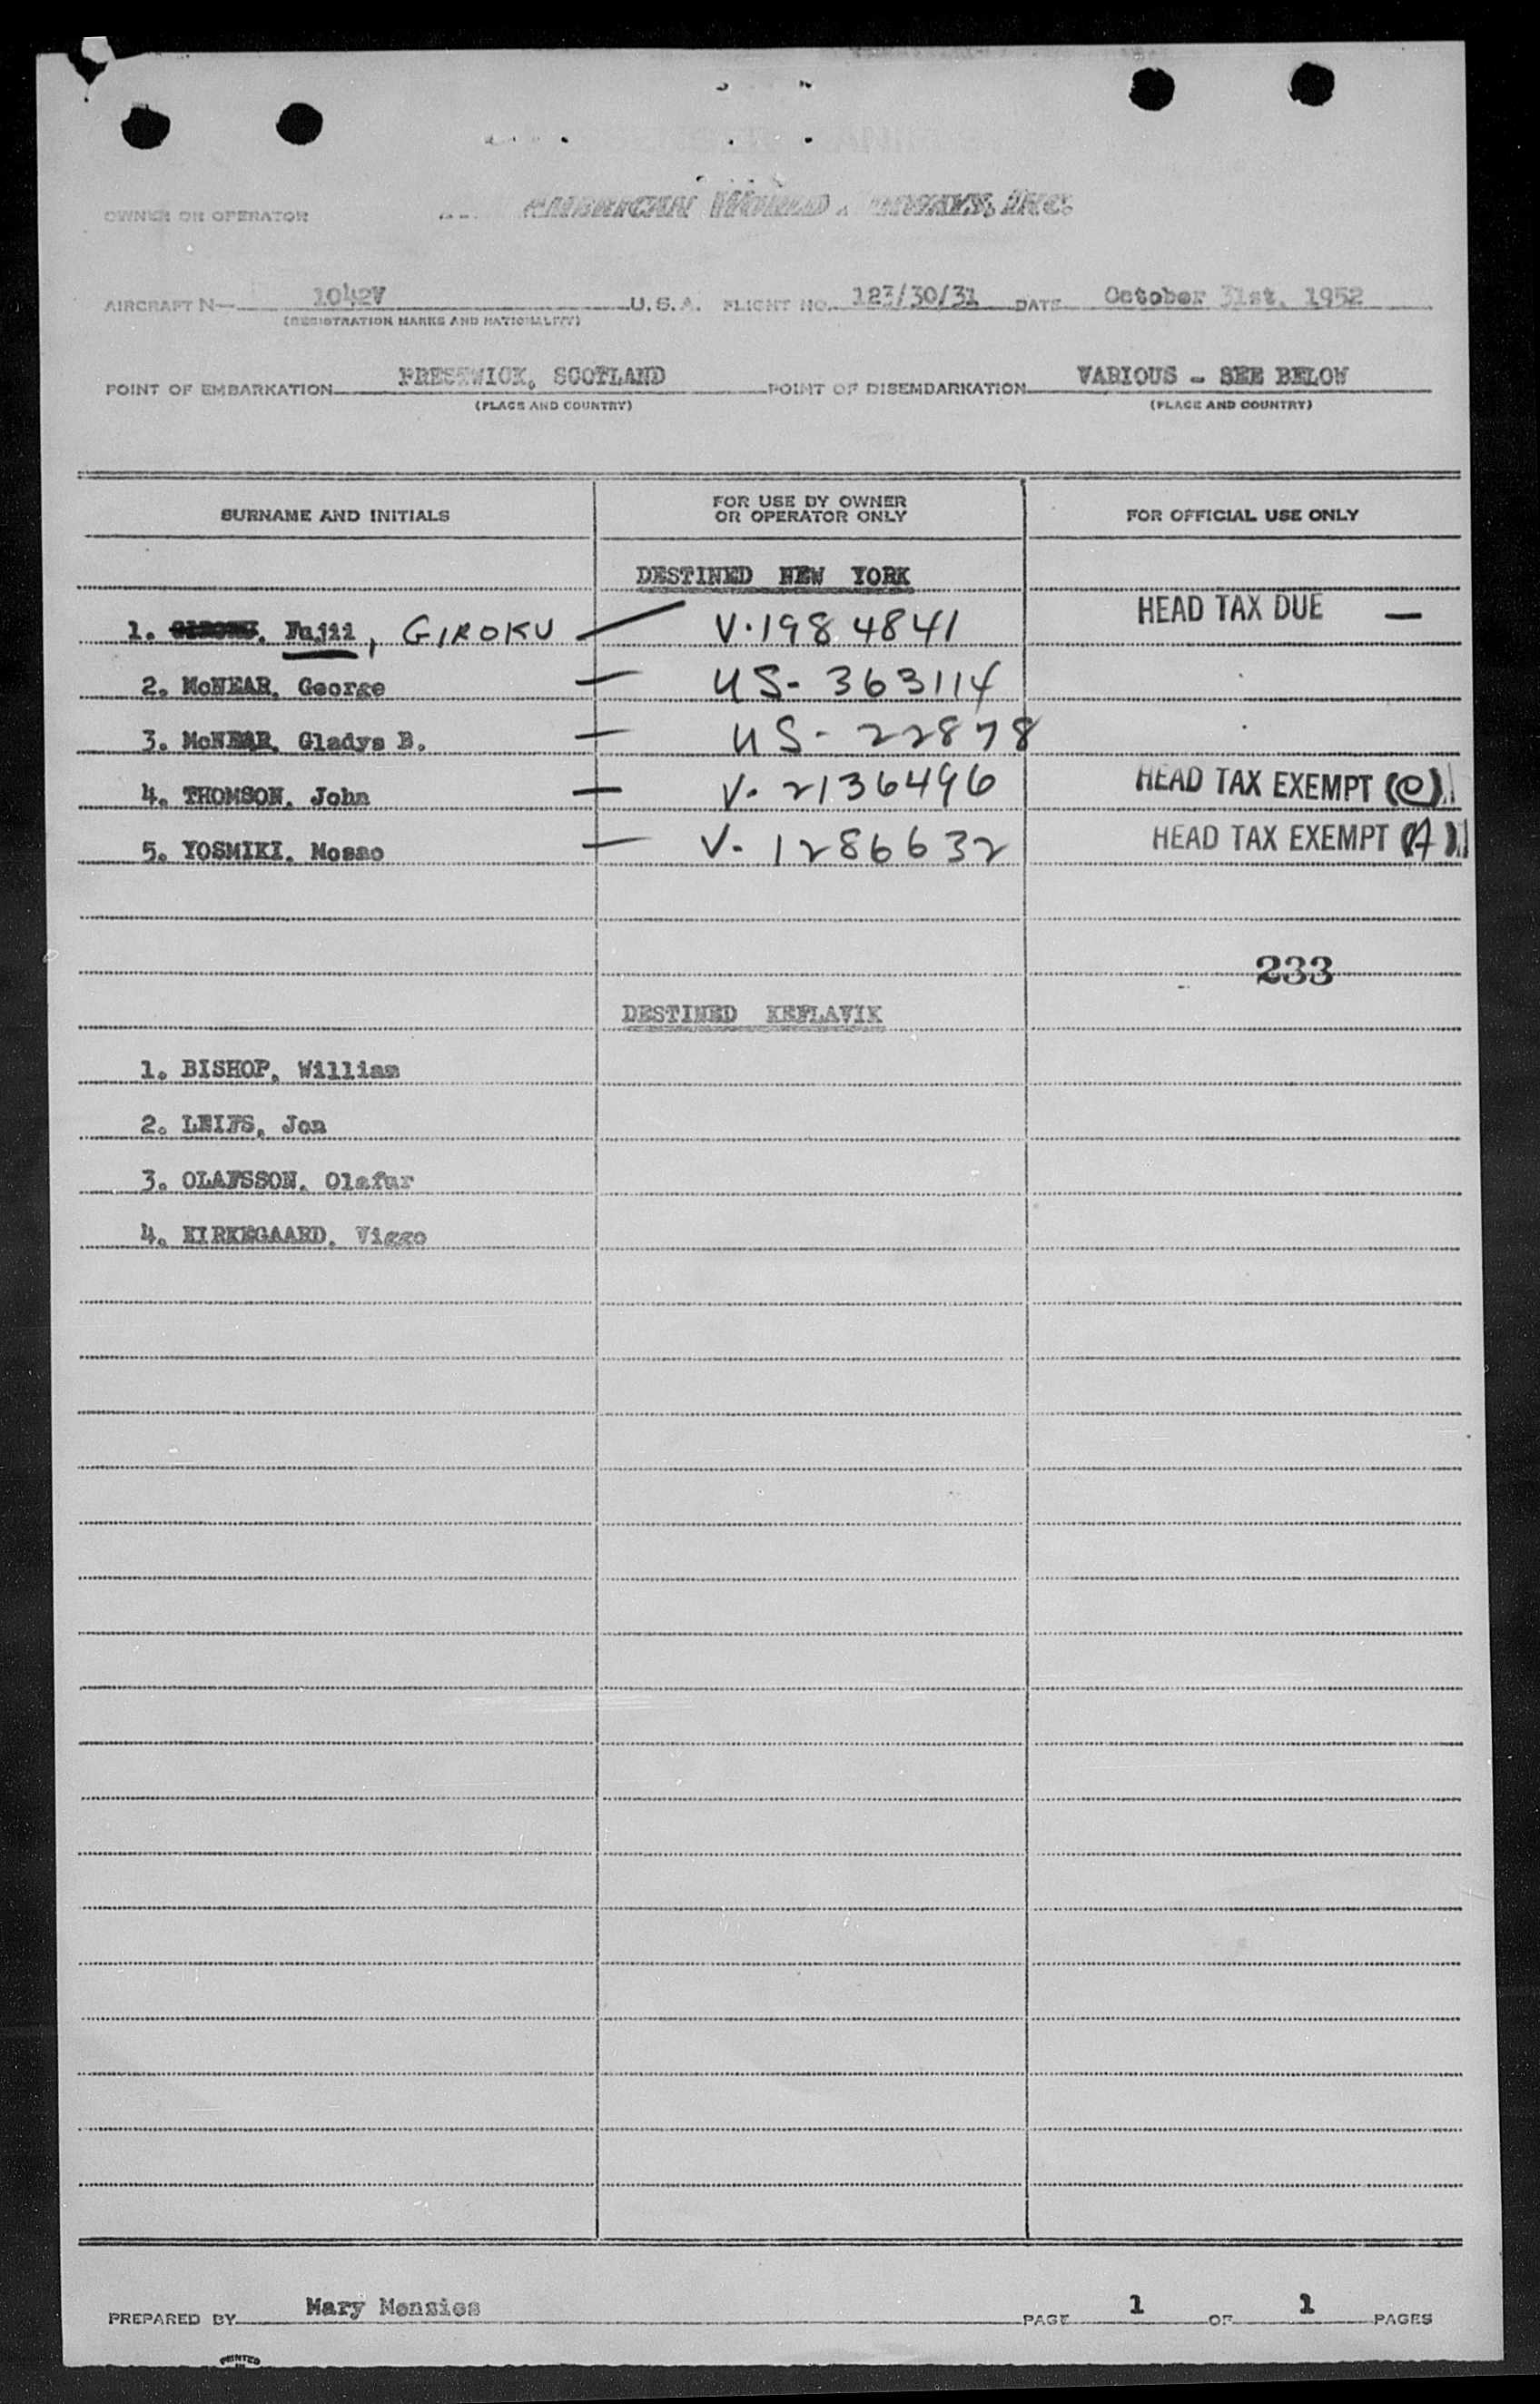 OWNER OR OPERATOR AMERICAN WORLD AIRWAYS, INC.
AIRCRAFT N— 1042V U.S.A. FLIGHT NO. 123/30/31 DATE October 31st, 1952
(REGISTRATION MARKS AND NATIONALITY)
POINT OF EMBARKATION PRESTWICK, SCOTLAND POINT OF DISEMBARKATION VARIOUS - SEE BELOW
(PLACE AND COUNTRY) (PLACE AND COUNTRY)
SURNAME AND INITIALS FOR USE BY OWNER OR OPERATOR ONLY FOR OFFICIAL USE ONLY
DESTINED NEW YORK
1. Fujii, GIROKU — V.1984841 HEAD TAX DUE —
2. McNEAR, George — US- 363114
3. McNEAR, Gladys B. — US- 22878
4. THOMSON, John — V. 2136496 HEAD TAX EXEMPT (C)
5. YOSMIKI, Mosao — V. 1286632 HEAD TAX EXEMPT (A)
233
DESTINED KEFLAVIK
1. BISHOP, William
2. LEIFS, Jon
3. OLAFSSON, Olafur
4. KIRKEGAARD, Viggo
PREPARED BY Mary Menzies PAGE 1 OF 1 PAGES
PRINTED